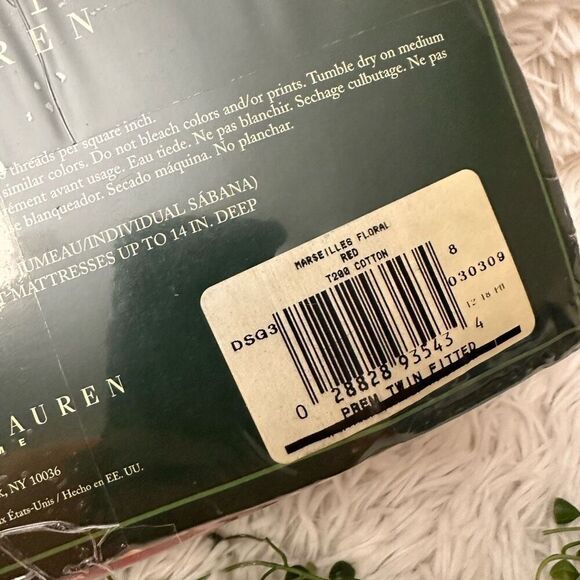 REN
threads per square inch.
similar colors. Do not bleach colors and/or prints. Tumble dry on medium
avant usage. Eau tiede. Ne pas blanchir. Sechage culbutage. Ne pas
blanqueador. Secado máquina. No planchar.
JUMEAU/INDIVIDUAL SÁBANA)
MATTRESSES UP TO 14 IN. DEEP
MARSEILLES FLORAL
RED
T200 COTTON
DSG3
8
030309
0 28828 93543 4
PREM TWIN FITTED
AUREN
ME
NY 10036
États-Unis / Hecho en EE. UU.